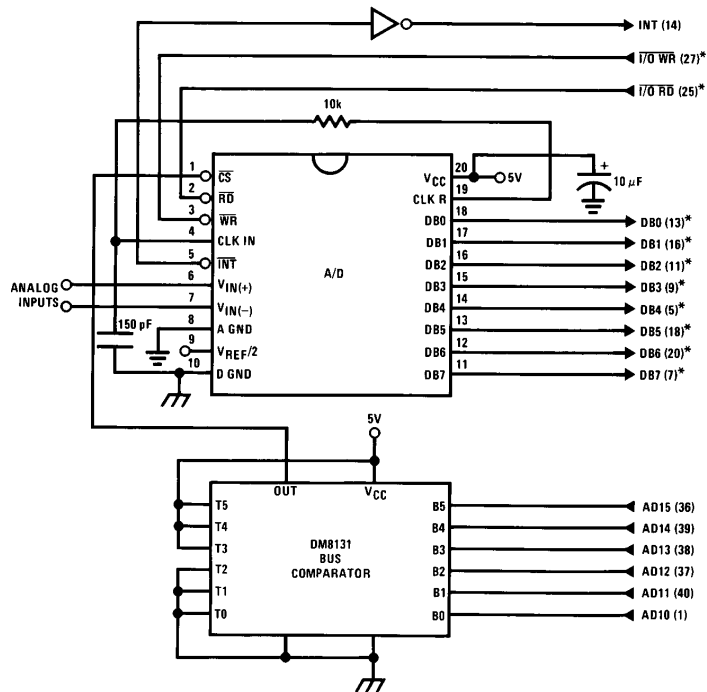 INT (14)
I/O WR (27)*
I/O RD (25)*
10k
1 CS
2 RD
3 WR
4 CLK IN
5 INT
6 VIN(+)
7 VIN(−)
8 A GND
9 VREF/2
10 D GND
A/D
ANALOG
INPUTS
150 pF
VCC 20
5V
10 µF
+
CLK R 19
DB0 18 DB0 (13)*
DB1 17 DB1 (16)*
DB2 16 DB2 (11)*
DB3 15 DB3 (9)*
DB4 14 DB4 (5)*
DB5 13 DB5 (18)*
DB6 12 DB6 (20)*
DB7 11 DB7 (7)*
5V
OUT VCC
T5
T4
T3
T2
T1
T0
DM8131
BUS
COMPARATOR
B5 AD15 (36)
B4 AD14 (39)
B3 AD13 (38)
B2 AD12 (37)
B1 AD11 (40)
B0 AD10 (1)